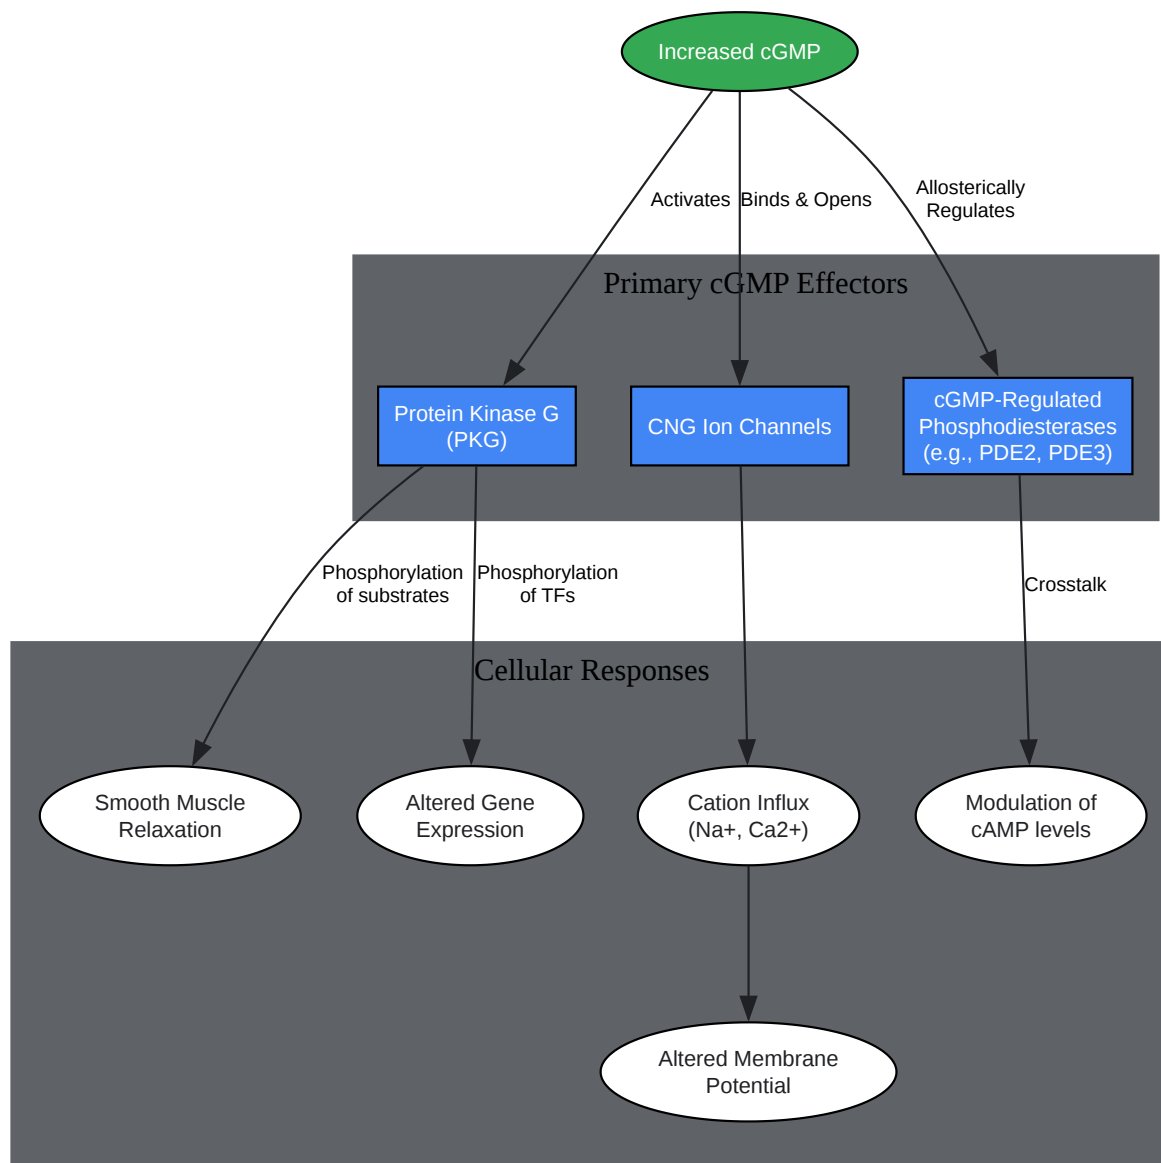 Increased cGMP
Activates
Binds & Opens
Allosterically
Regulates
Primary cGMP Effectors
Protein Kinase G
(PKG)
CNG Ion Channels
cGMP-Regulated
Phosphodiesterases
(e.g., PDE2, PDE3)
Phosphorylation
of substrates
Phosphorylation
of TFs
Crosstalk
Cellular Responses
Smooth Muscle
Relaxation
Altered Gene
Expression
Cation Influx
(Na+, Ca2+)
Modulation of
cAMP levels
Altered Membrane
Potential